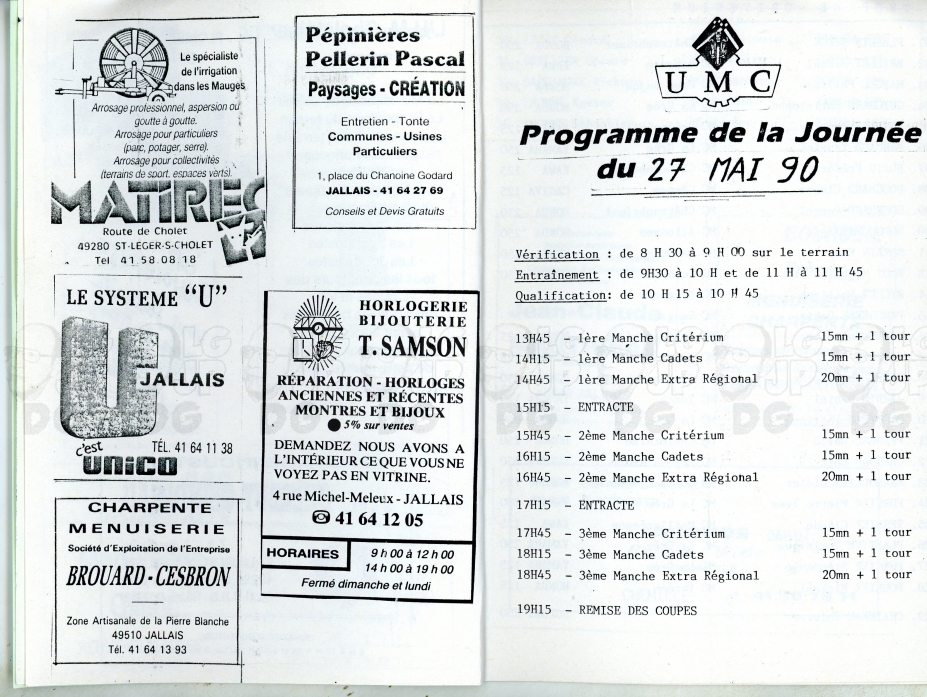 Le spécialiste
de l'irrigation
dans les Mauges
Arrosage professionnel, aspersion ou
goutte à goutte.
Arrosage pour particuliers
(parc, potager, serre).
Arrosage pour collectivités
(terrains de sport, espaces verts).
MATIREC
Route de Cholet
49280 ST-LEGER-S-CHOLET
Tel 41.58.08.18
Pépinières
Pellerin Pascal
Paysages - CRÉATION
Entretien - Tonte
Communes - Usines
Particuliers
1, place du Chanoine Godard
JALLAIS - 41 64 27 69
Conseils et Devis Gratuits
LE SYSTEME “U”
U
JALLAIS
TÉL. 41 64 11 38
c'est
UNICO
HORLOGERIE
BIJOUTERIE
T. SAMSON
RÉPARATION - HORLOGES
ANCIENNES ET RÉCENTES
MONTRES ET BIJOUX
● 5% sur ventes
DEMANDEZ NOUS AVONS A
L'INTÉRIEUR CE QUE VOUS NE
VOYEZ PAS EN VITRINE.
4 rue Michel-Meleux - JALLAIS
41 64 12 05
HORAIRES
9 h 00 à 12 h 00
14 h 00 à 19 h 00
Fermé dimanche et lundi
CHARPENTE
MENUISERIE
Société d'Exploitation de l'Entreprise
BROUARD - CESBRON
Zone Artisanale de la Pierre Blanche
49510 JALLAIS
Tél. 41 64 13 93
UMC
Programme de la Journée
du 27 MAI 90
Vérification : de 8 H 30 à 9 H 00 sur le terrain
Entraînement : de 9H30 à 10 H et de 11 H à 11 H 45
Qualification: de 10 H 15 à 10 H 45
13H45 - 1ère Manche Critérium 15mn + 1 tour
14H15 - 1ère Manche Cadets 15mn + 1 tour
14H45 - 1ère Manche Extra Régional 20mn + 1 tour
15H15 - ENTRACTE
15H45 - 2ème Manche Critérium 15mn + 1 tour
16H15 - 2ème Manche Cadets 15mn + 1 tour
16H45 - 2ème Manche Extra Régional 20mn + 1 tour
17H15 - ENTRACTE
17H45 - 3ème Manche Critérium 15mn + 1 tour
18H15 - 3ème Manche Cadets 15mn + 1 tour
18H45 - 3ème Manche Extra Régional 20mn + 1 tour
19H15 - REMISE DES COUPES